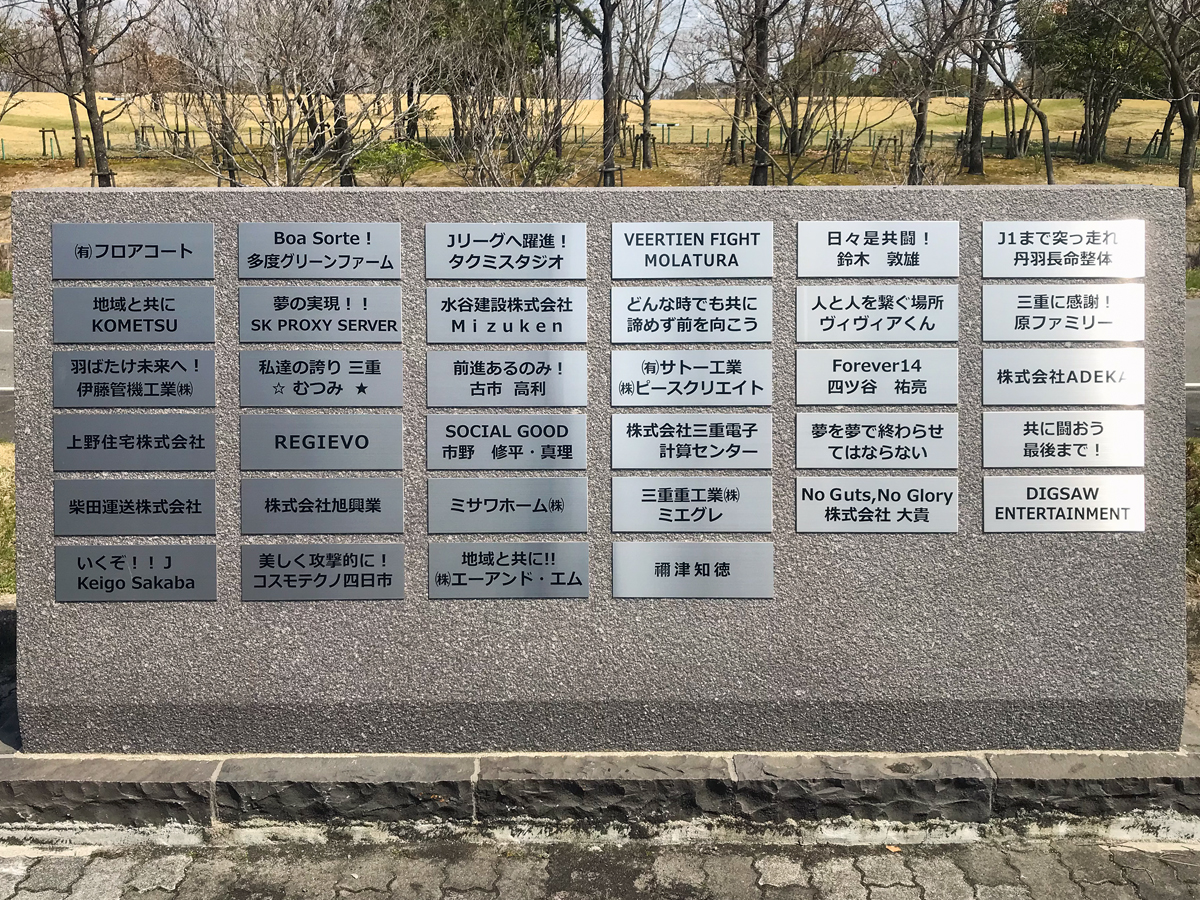 ㈲フロアコート
Boa Sorte！
多度グリーンファーム
Jリーグへ躍進！
タクミスタジオ
VEERTIEN FIGHT
MOLATURA
日々是共闘！
鈴木　敦雄
J1まで突っ走れ
丹羽長命整体
地域と共に
KOMETSU
夢の実現！！
SK PROXY SERVER
水谷建設株式会社
Mizuken
どんな時でも共に
諦めず前を向こう
人と人を繋ぐ場所
ヴィヴィアくん
三重に感謝！
原ファミリー
羽ばたけ未来へ！
伊藤管機工業㈱
私達の誇り 三重
☆ むつみ ★
前進あるのみ！
古市 高利
㈲サトー工業
㈱ピースクリエイト
Forever14
四ツ谷　祐亮
株式会社ADEKA
上野住宅株式会社
REGIEVO
SOCIAL GOOD
市野　修平・真理
株式会社三重電子
計算センター
夢を夢で終わらせ
てはならない
共に闘おう
最後まで！
柴田運送株式会社
株式会社旭興業
ミサワホーム㈱
三重重工業㈱
ミエグレ
No Guts,No Glory
株式会社 大貴
DIGSAW
ENTERTAINMENT
いくぞ！！J
Keigo Sakaba
美しく攻撃的に！
コスモテクノ四日市
地域と共に!!
㈱エーアンド・エム
禰津知徳